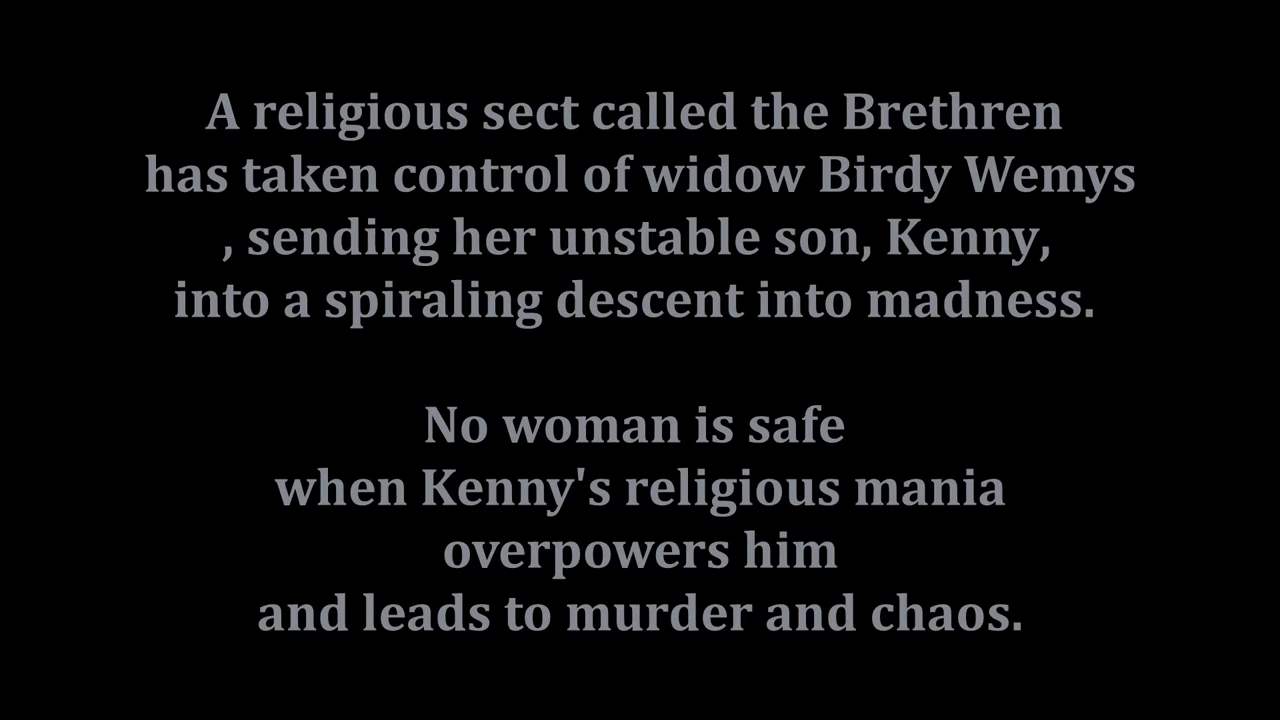 A religious sect called the Brethren
has taken control of widow Birdy Wemys
, sending her unstable son, Kenny,
into a spiraling descent into madness.
No woman is safe
when Kenny's religious mania
overpowers him
and leads to murder and chaos.